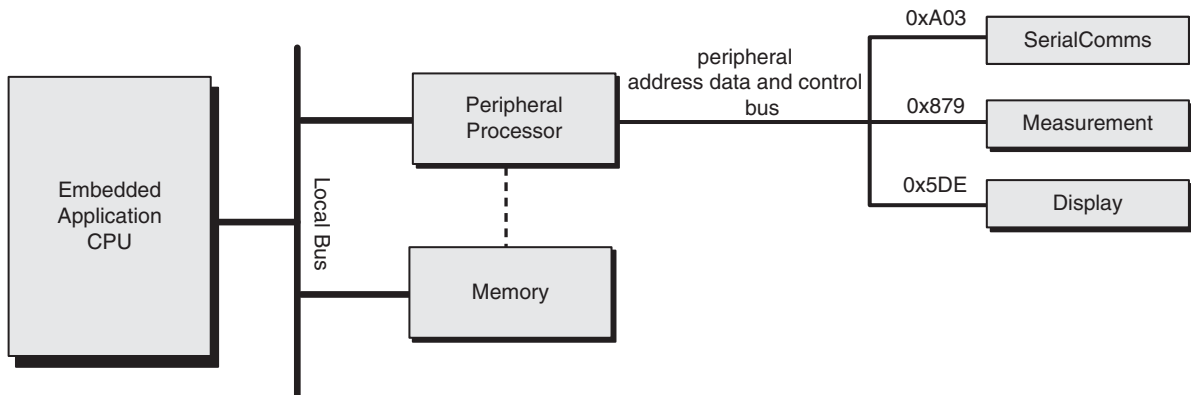 Embedded
Application
CPU
Local Bus
Peripheral
Processor
Memory
peripheral
address data and control
bus
0xA03
SerialComms
0x879
Measurement
0x5DE
Display